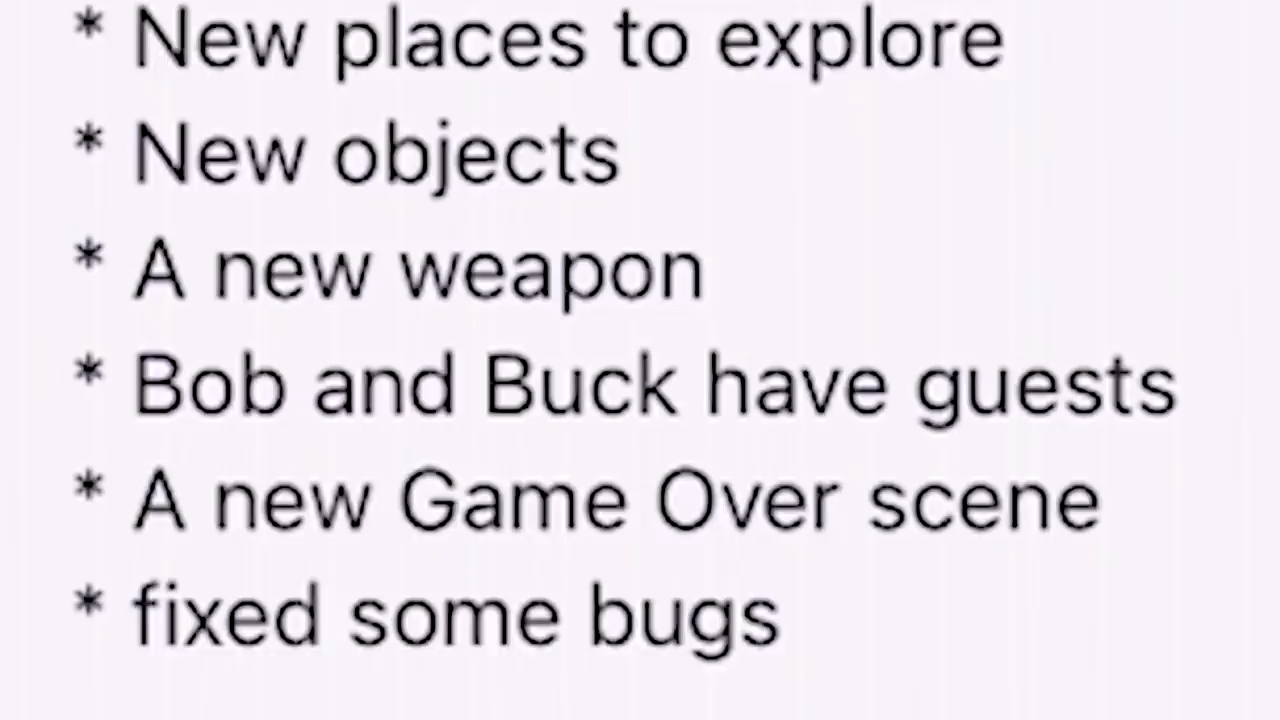 * New places to explore
* New objects
* A new weapon
* Bob and Buck have guests
* A new Game Over scene
* fixed some bugs